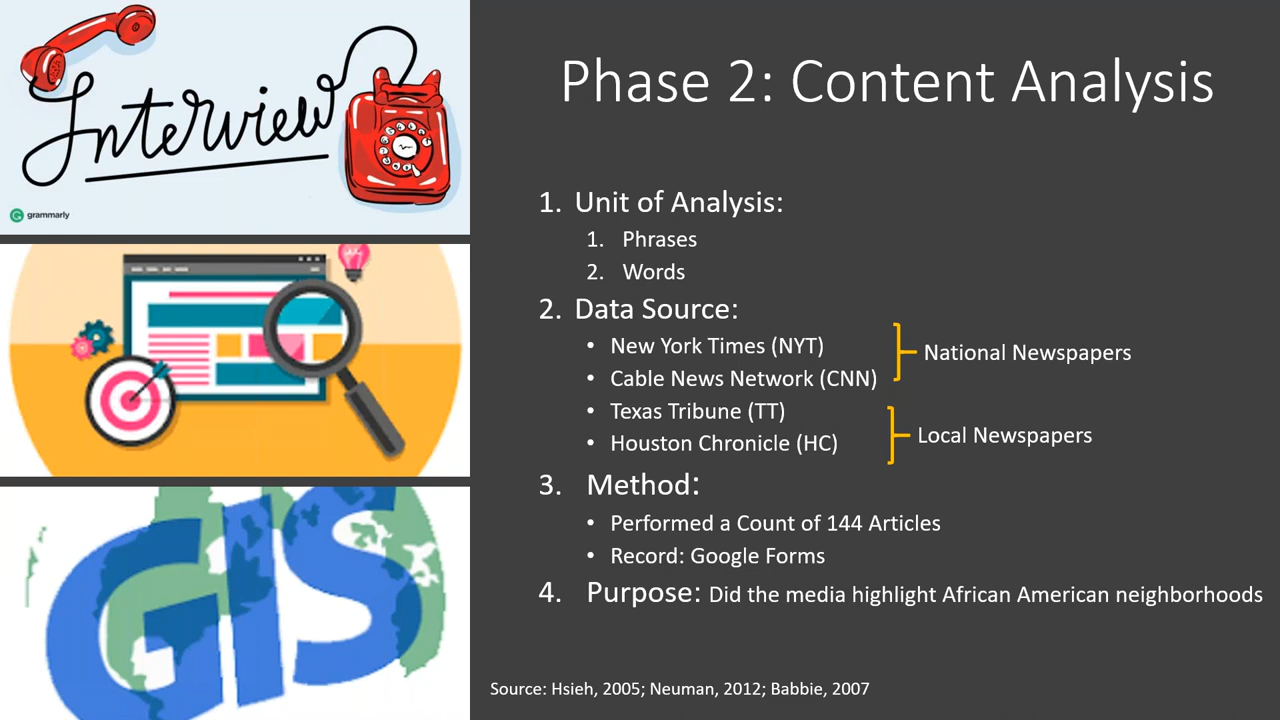 Interview
grammarly
GIS
Phase 2: Content Analysis
1. Unit of Analysis:
1. Phrases
2. Words
2. Data Source:
• New York Times (NYT)
• Cable News Network (CNN)
National Newspapers
• Texas Tribune (TT)
• Houston Chronicle (HC)
Local Newspapers
3. Method:
• Performed a Count of 144 Articles
• Record: Google Forms
4. Purpose: Did the media highlight African American neighborhoods
Source: Hsieh, 2005; Neuman, 2012; Babbie, 2007